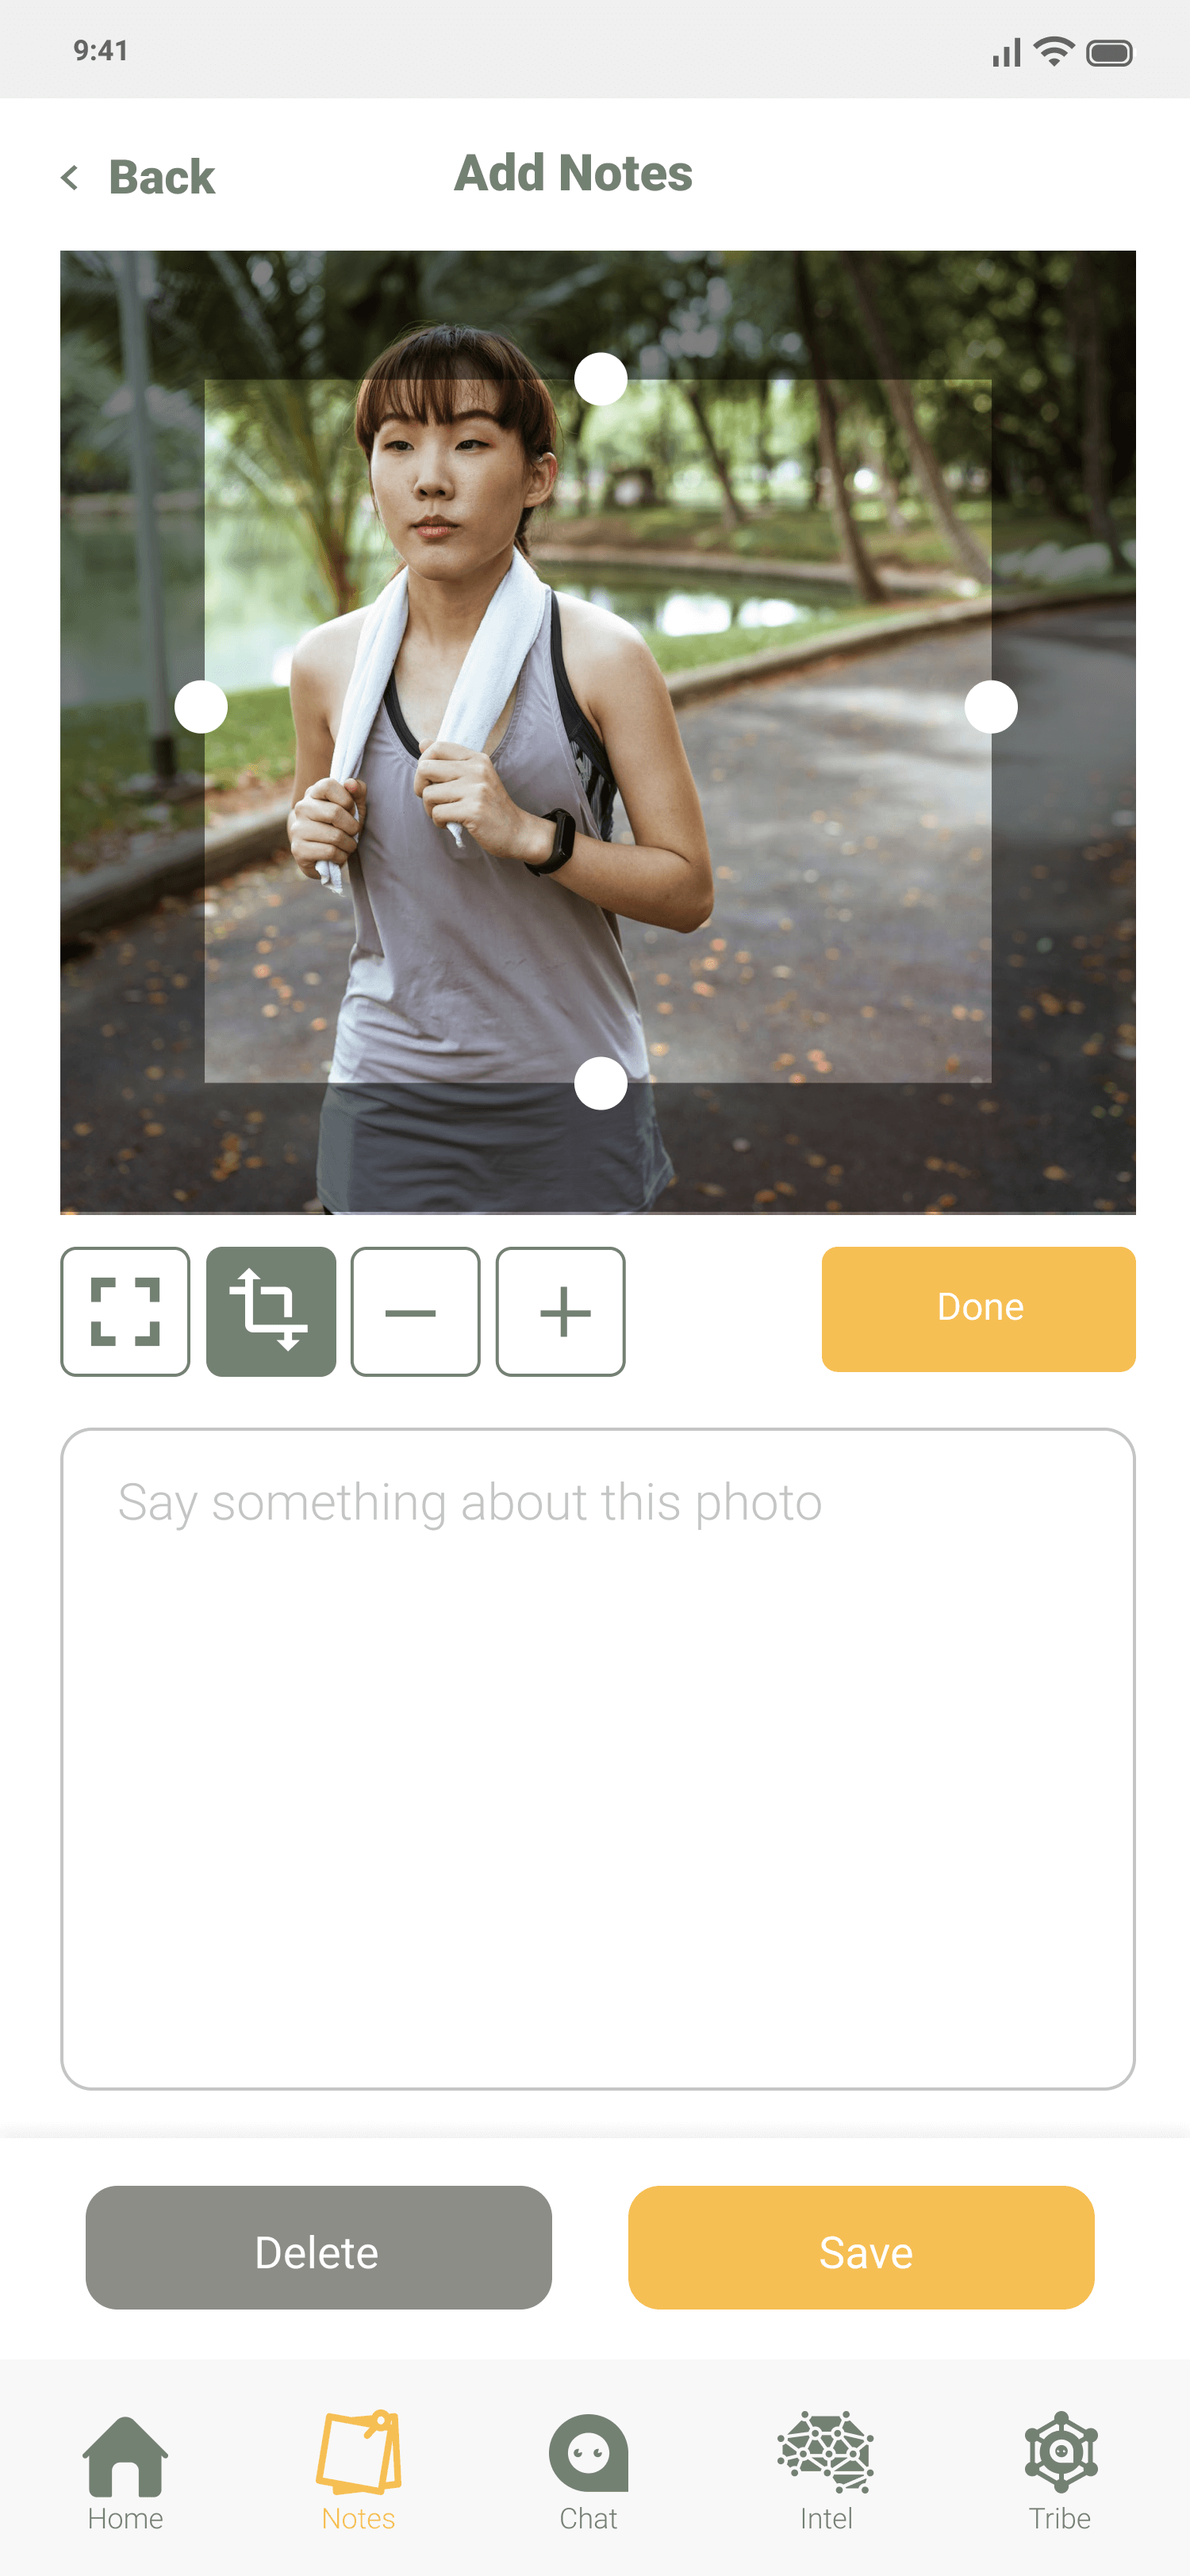 9:41
Back
Add Notes
Done
Say something about this photo
Delete
Save
Home
Notes
Chat
Intel
Tribe